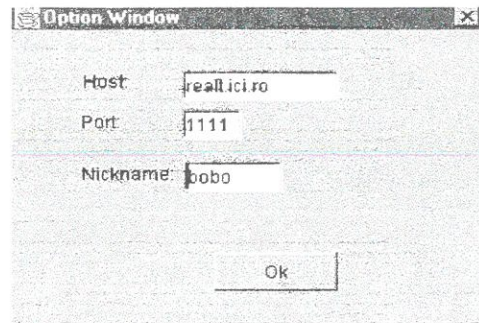 Option Window
Host: realt.ici.ro
Port: 1111
Nickname: bobo
Ok